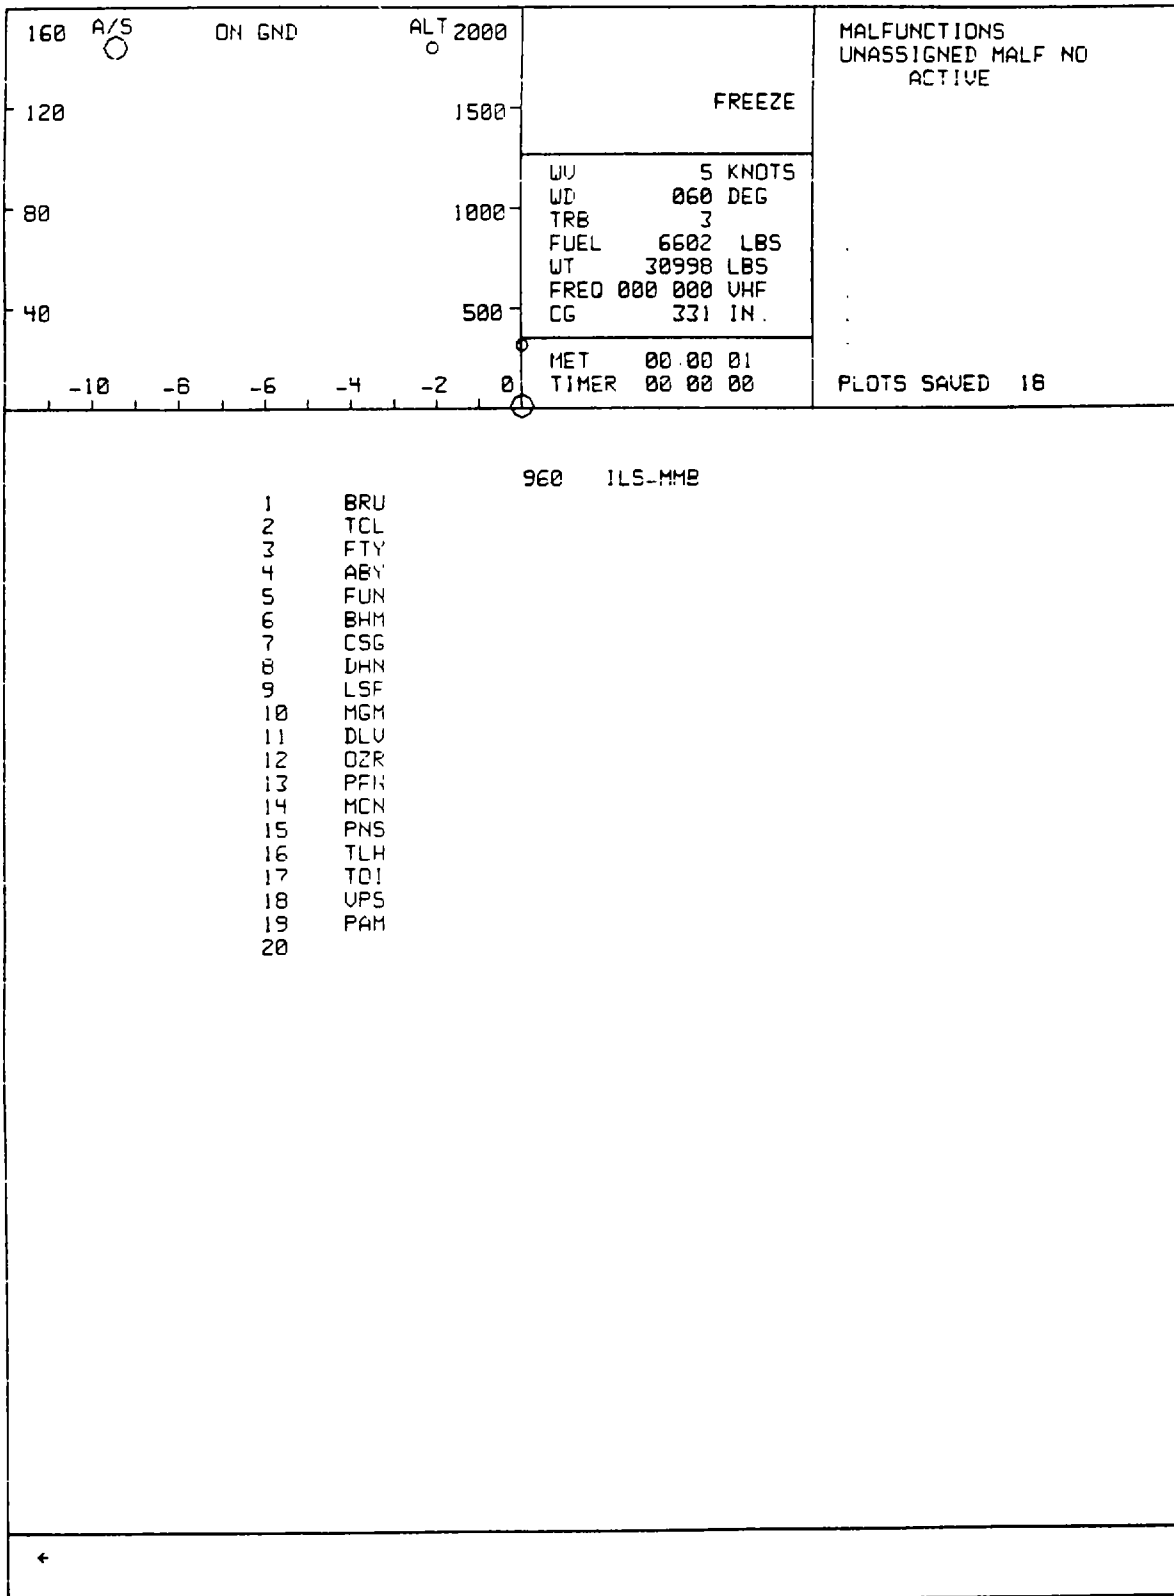 160 A/S ON GND ALT 2000
120 1500
80 1000
40 500
-10 -8 -6 -4 -2 0
FREEZE
WV 5 KNOTS
WD 060 DEG
TRB 3
FUEL 6602 LBS
WT 30998 LBS
FREQ 000 000 VHF
CG 331 IN.
MET 00:00 01
TIMER 00 00 00
MALFUNCTIONS
UNASSIGNED MALF NO
ACTIVE
PLOTS SAVED 18
960 ILS-MMB
1 BRU
2 TCL
3 FTY
4 ABY
5 FUN
6 BHM
7 CSG
8 DHN
9 LSF
10 MGM
11 DLV
12 OZR
13 PFN
14 MCN
15 PNS
16 TLH
17 TOI
18 VPS
19 PAM
20
←